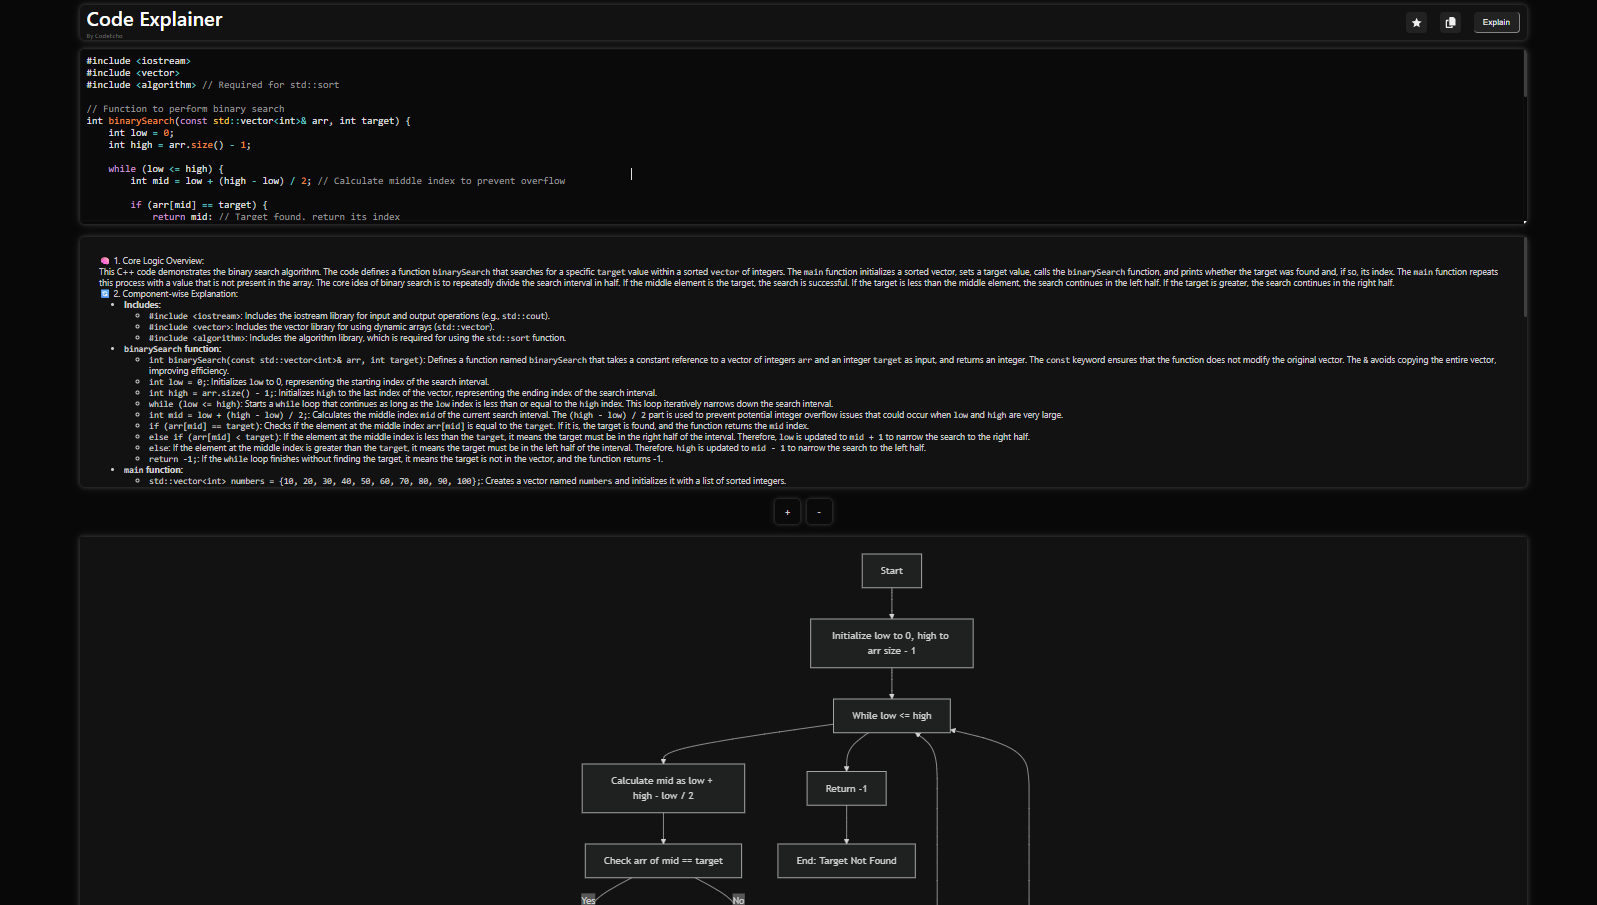 Code Explainer
By Codetcho
Explain
#include <iostream>
#include <vector>
#include <algorithm> // Required for std::sort
// Function to perform binary search
int binarySearch(const std::vector<int>& arr, int target) {
int low = 0;
int high = arr.size() - 1;
while (low <= high) {
int mid = low + (high - low) / 2; // Calculate middle index to prevent overflow
if (arr[mid] == target) {
return mid; // Target found, return its index
🧠 1. Core Logic Overview:
This C++ code demonstrates the binary search algorithm. The code defines a function binarySearch that searches for a specific target value within a sorted vector of integers. The main function initializes a sorted vector, sets a target value, calls the binarySearch function, and prints whether the target was found and, if so, its index. The main function repeats
this process with a value that is not present in the array. The core idea of binary search is to repeatedly divide the search interval in half. If the middle element is the target, the search is successful. If the target is less than the middle element, the search continues in the left half. If the target is greater, the search continues in the right half.
2. Component-wise Explanation:
• Includes:
◦ #include <iostream>: Includes the iostream library for input and output operations (e.g., std::cout).
◦ #include <vector>: Includes the vector library for using dynamic arrays (std::vector).
◦ #include <algorithm>: Includes the algorithm library, which is required for using the std::sort function.
• binarySearch function:
◦ int binarySearch(const std::vector<int>& arr, int target): Defines a function named binarySearch that takes a constant reference to a vector of integers arr and an integer target as input, and returns an integer. The const keyword ensures that the function does not modify the original vector. The & avoids copying the entire vector,
improving efficiency.
◦ int low = 0;: Initializes low to 0, representing the starting index of the search interval.
◦ int high = arr.size() - 1;: Initializes high to the last index of the vector, representing the ending index of the search interval.
◦ while (low <= high): Starts a while loop that continues as long as the low index is less than or equal to the high index. This loop iteratively narrows down the search interval.
◦ int mid = low + (high - low) / 2;: Calculates the middle index mid of the current search interval. The (high - low) / 2 part is used to prevent potential integer overflow issues that could occur when low and high are very large.
◦ if (arr[mid] == target): Checks if the element at the middle index arr[mid] is equal to the target. If it is, the target is found, and the function returns the mid index.
◦ else if (arr[mid] < target): If the element at the middle index is less than the target, it means the target must be in the right half of the interval. Therefore, low is updated to mid + 1 to narrow the search to the right half.
◦ else: If the element at the middle index is greater than the target, it means the target must be in the left half of the interval. Therefore, high is updated to mid - 1 to narrow the search to the left half.
◦ return -1;: If the while loop finishes without finding the target, it means the target is not in the vector, and the function returns -1.
• main function:
◦ std::vector<int> numbers = {10, 20, 30, 40, 50, 60, 70, 80, 90, 100};: Creates a vector named numbers and initializes it with a list of sorted integers.
+ -
Start
Initialize low to 0, high to
arr size - 1
While low <= high
Calculate mid as low +
high - low / 2
Return -1
Check arr of mid == target
End: Target Not Found
Yes
No